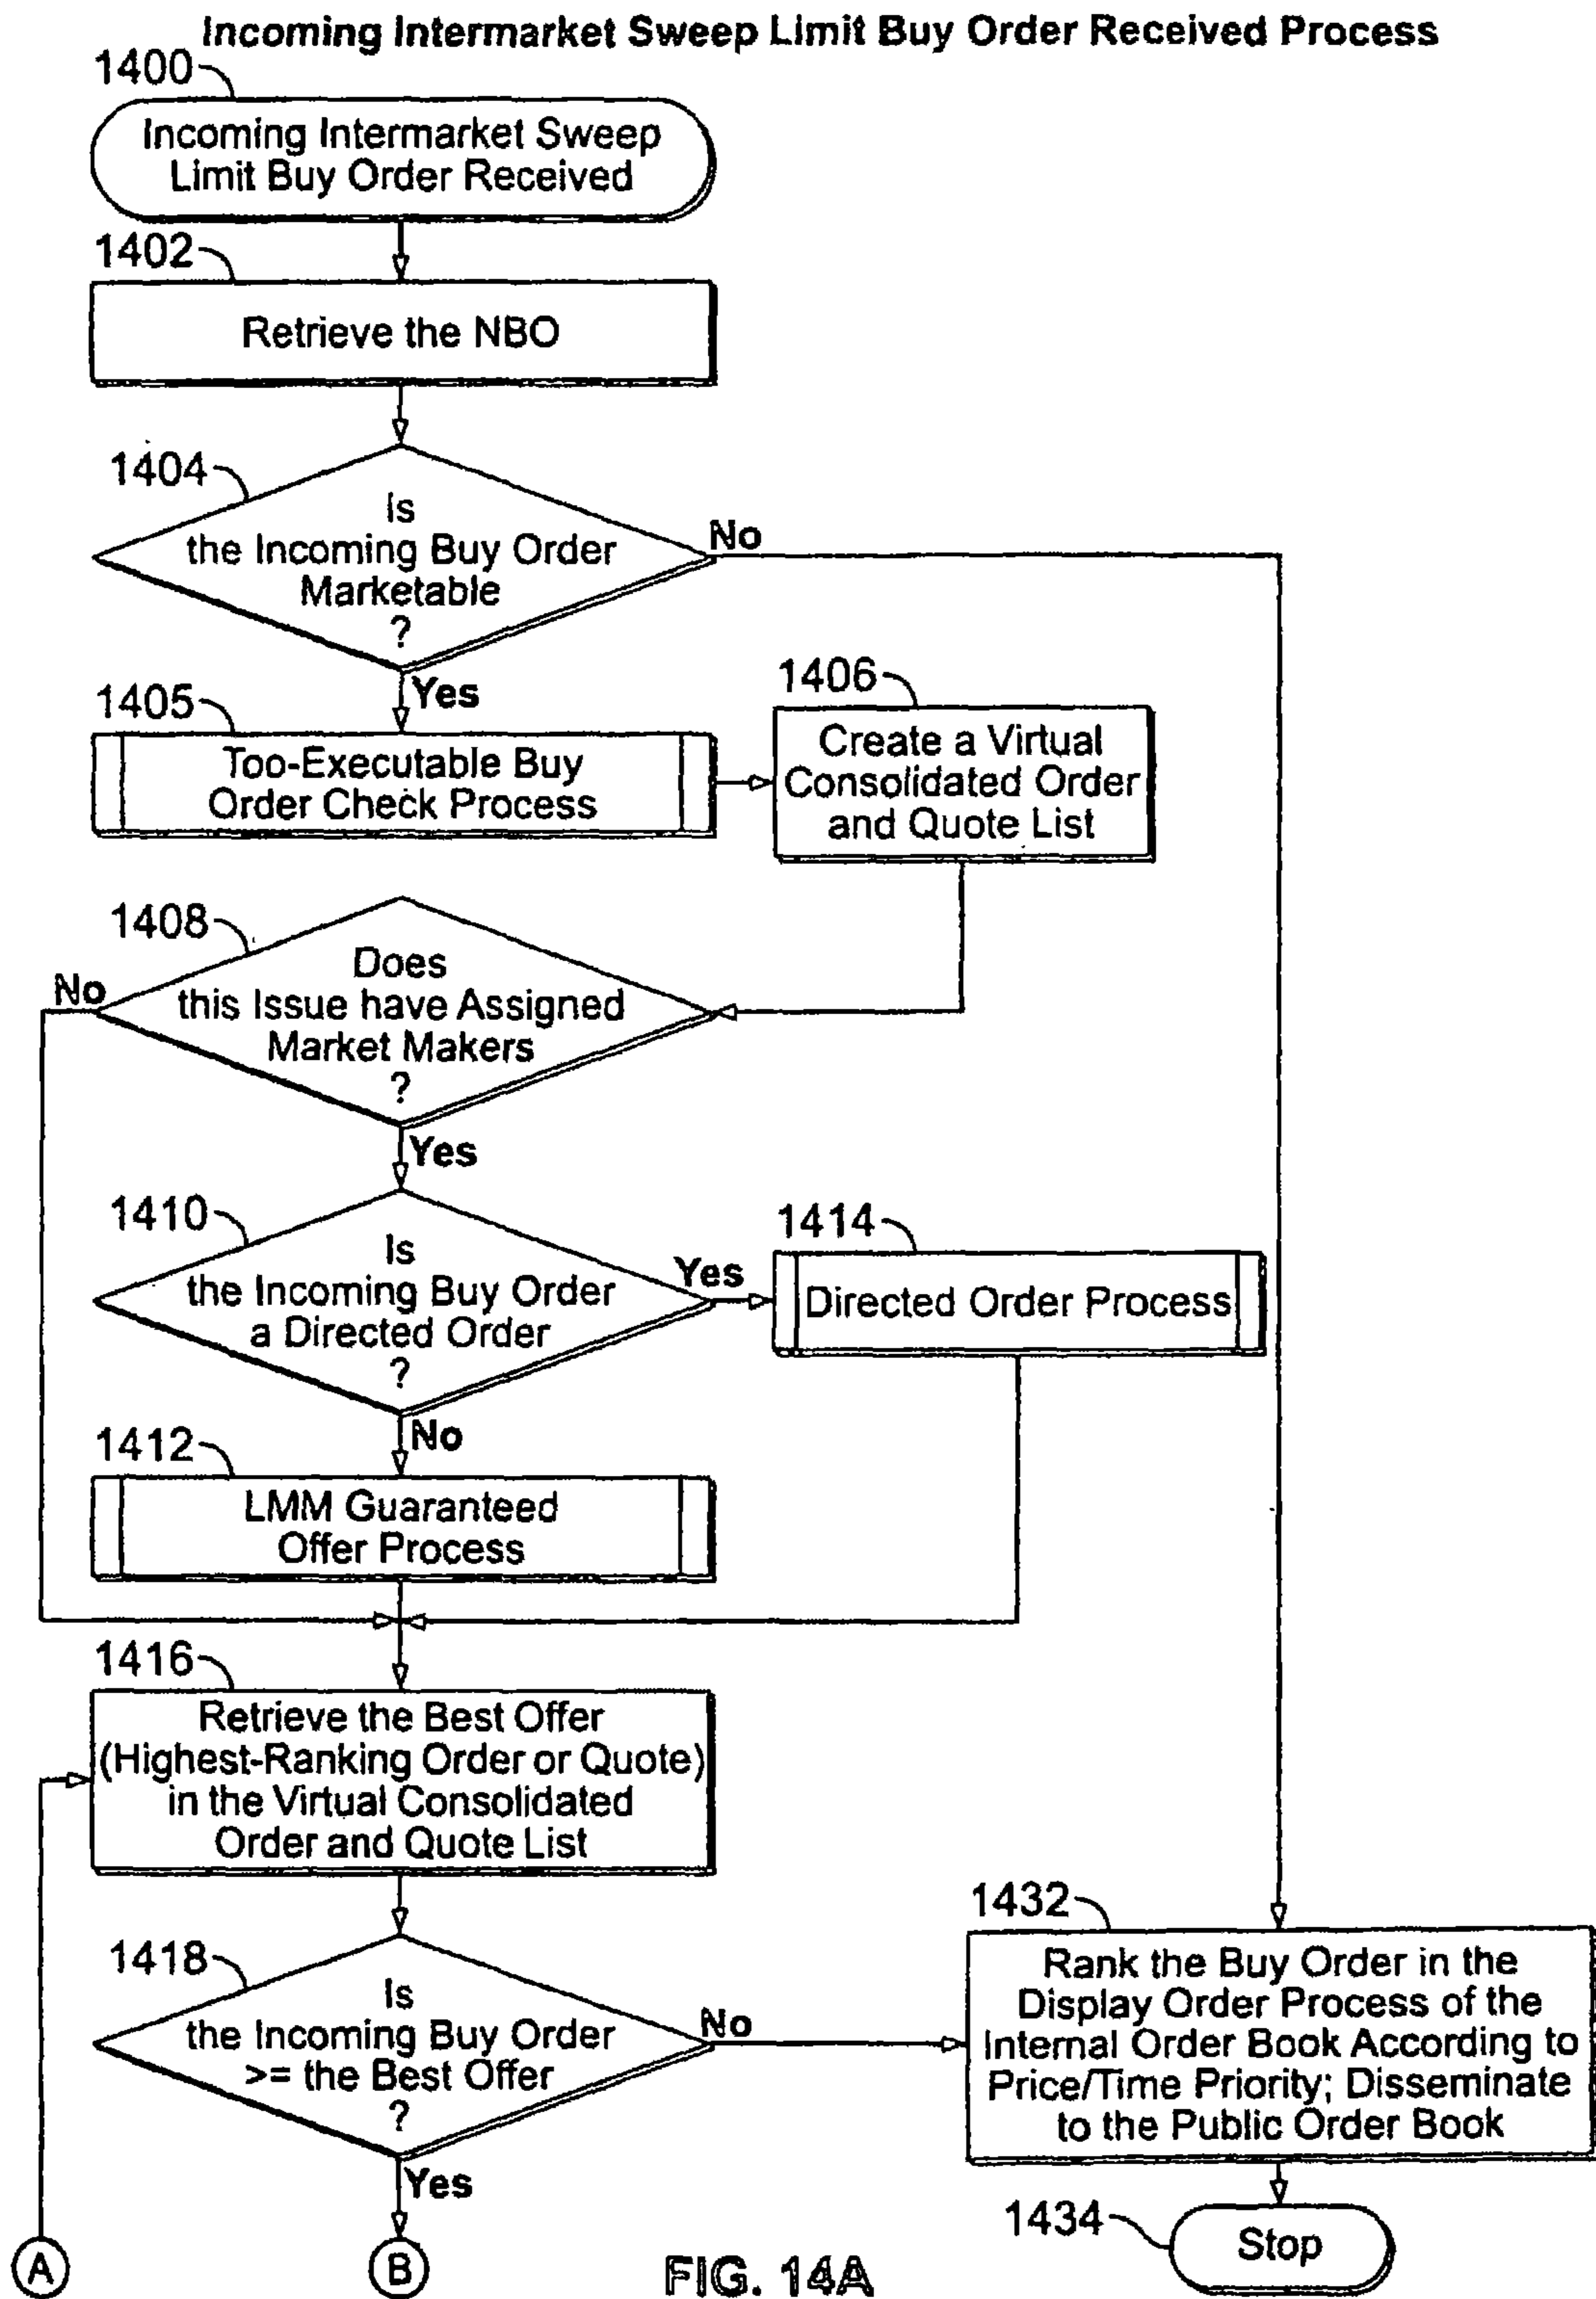 Incoming Intermarket Sweep Limit Buy Order Received Process
1400
Incoming Intermarket Sweep
Limit Buy Order Received
1402
Retrieve the NBO
1404
Is
the Incoming Buy Order
Marketable
?
No
Yes
1405
Too-Executable Buy
Order Check Process
1406
Create a Virtual
Consolidated Order
and Quote List
1408
Does
this Issue have Assigned
Market Makers
?
No
Yes
1410
Is
the Incoming Buy Order
a Directed Order
?
Yes
1414
Directed Order Process
No
1412
LMM Guaranteed
Offer Process
1416
Retrieve the Best Offer
(Highest-Ranking Order or Quote)
in the Virtual Consolidated
Order and Quote List
1418
Is
the Incoming Buy Order
>= the Best Offer
?
No
Yes
1432
Rank the Buy Order in the
Display Order Process of the
Internal Order Book According to
Price/Time Priority; Disseminate
to the Public Order Book
1434
Stop
A
B
FIG. 14A